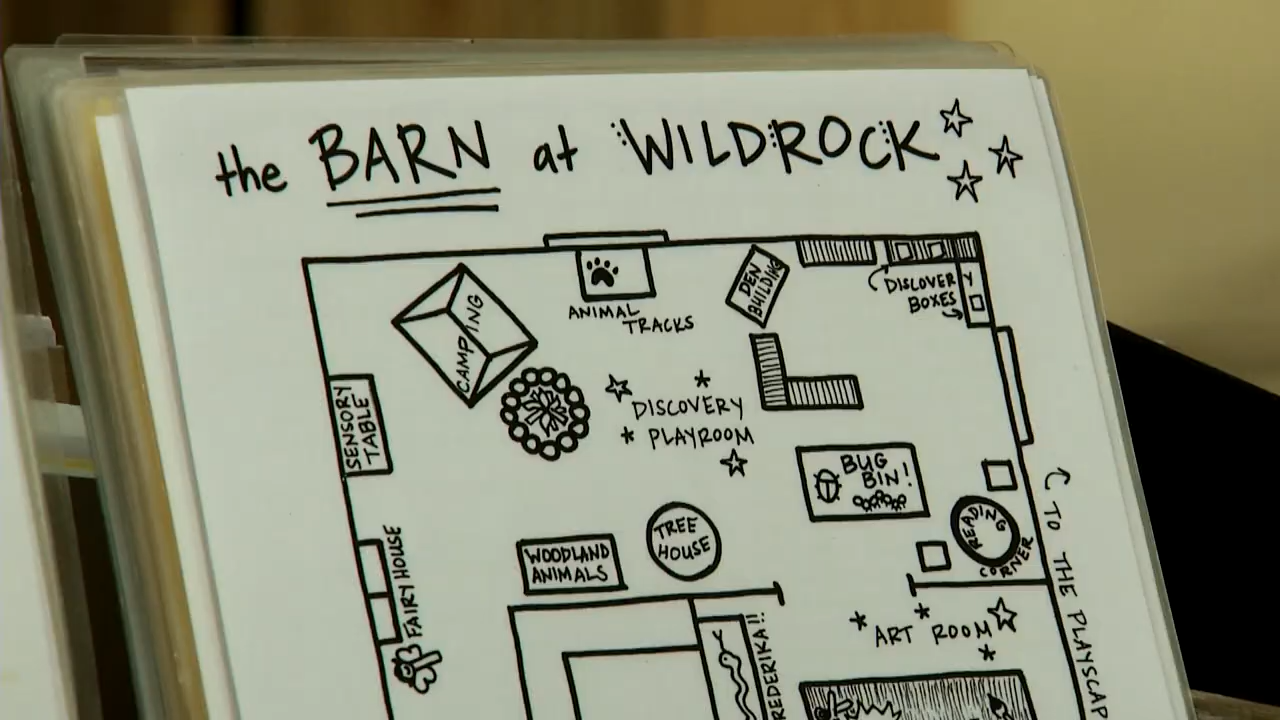 the BARN at WILDROCK
CAMPING
ANIMAL
TRACKS
DEN
BUILDING
DISCOVERY
BOXES
SENSORY
TABLE
DISCOVERY
PLAYROOM
BUG
BIN!
READING
CORNER
TREE
HOUSE
WOODLAND
ANIMALS
FAIRY HOUSE
ART ROOM
REDERIKA!!
TO THE PLAYSCAP